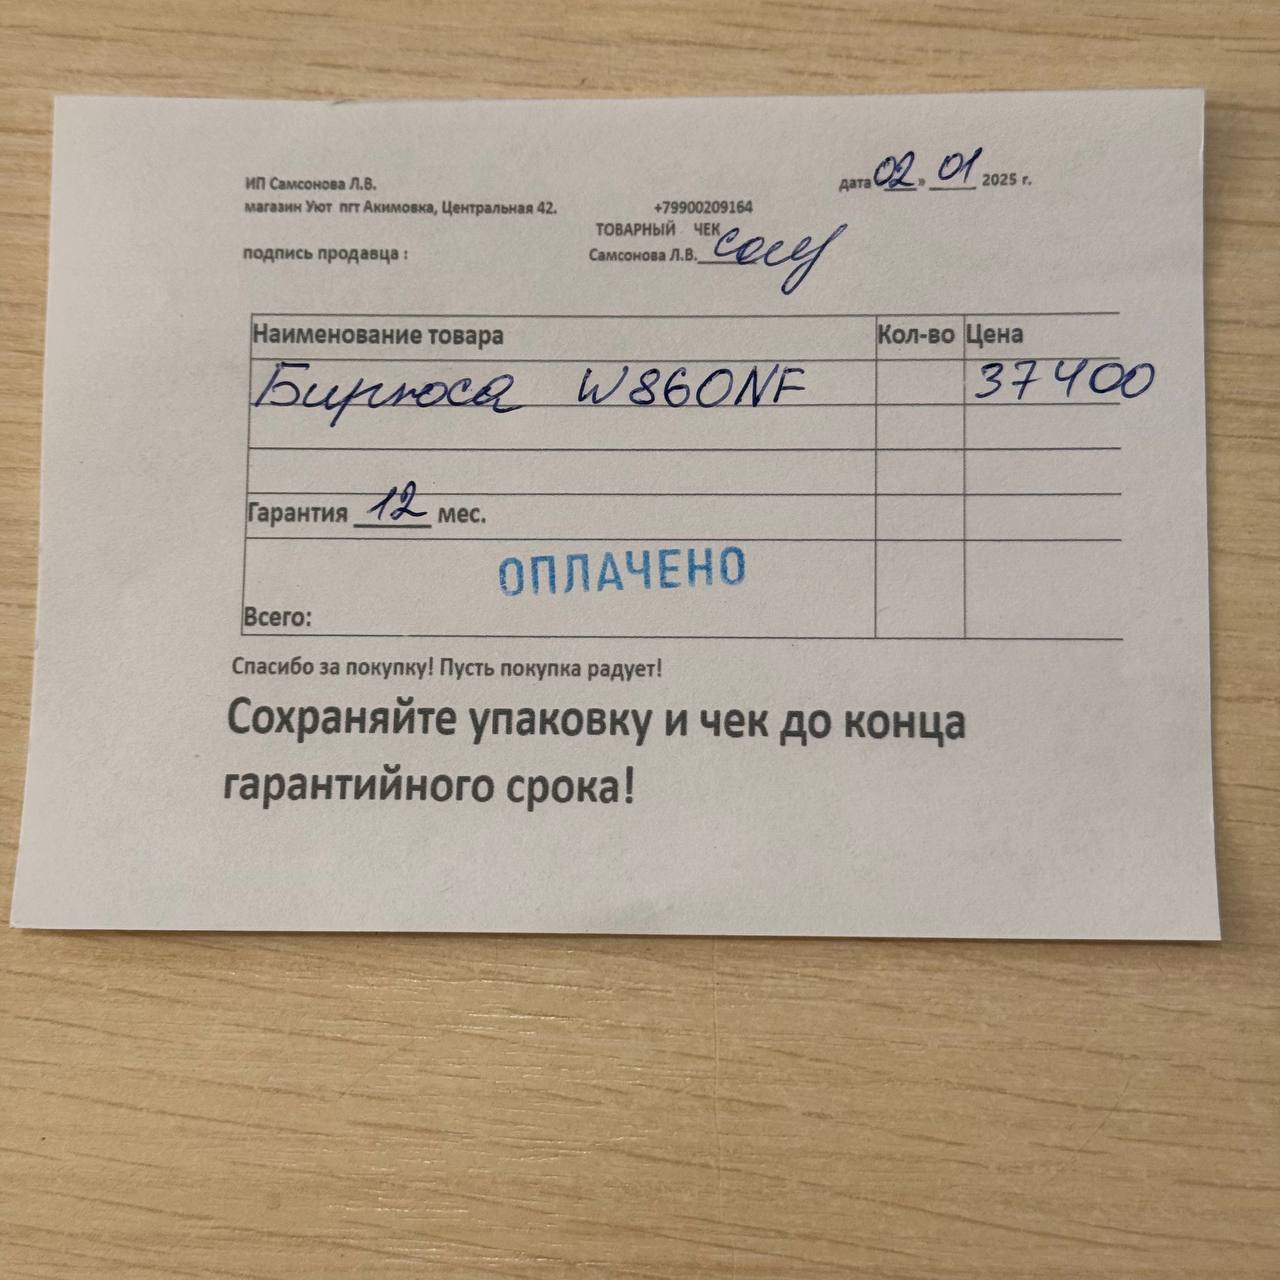 ИП Самсонова Л.В.
дата 02 » 01 2025 г.
магазин Уют пгт Акимовка, Центральная 42. +79900209164
ТОВАРНЫЙ ЧЕК
подпись продавца : Самсонова Л.В.
Наименование товара Кол-во Цена
Бирюса W860NF 37400
Гарантия 12 мес.
ОПЛАЧЕНО
Всего:
Спасибо за покупку! Пусть покупка радует!
Сохраняйте упаковку и чек до конца
гарантийного срока!